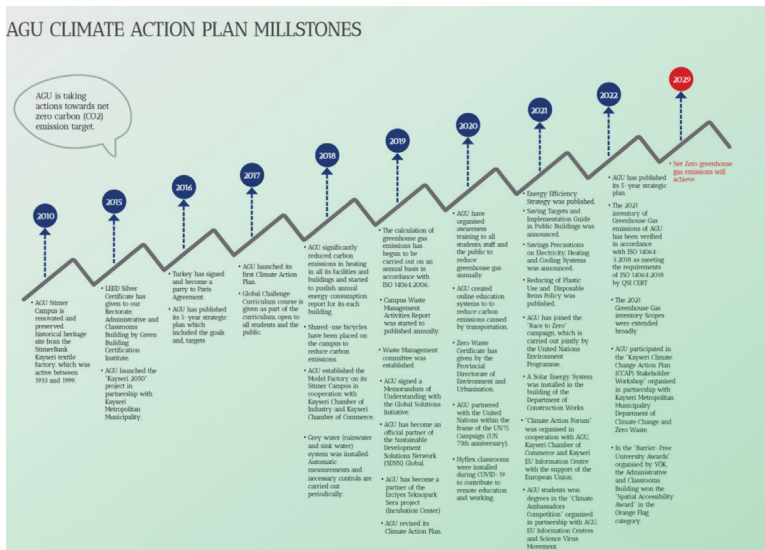 AGU CLIMATE ACTION PLAN MILLSTONES
AGU is taking
actions towards net
zero carbon (CO2)
emission target.
2010
• AGU Sümer
Campus is
renovated and
preserved
historical heritage
site from the
SümerBank
Kayseri textile
factory, which was
active between
1933 and 1999.
2015
• LEED Silver
Certificate has
given to our
Rectorate,
Administrative and
Classrooms
Building by Green
Building
Certification
Institute.
• AGU launched the
"Kayseri 2050"
project in
partnership with
Kayseri
Metropolitan
Municipality.
2016
• Turkey has signed
and become a
party to Paris
Agreement.
• AGU has published
its 5-year strategic
plan which
included the goals
and, targets
2017
• AGU launched its
first Climate Action
Plan.
• Global Challenge
Curriculum course is
given as part of the
curriculum, open to
all students and the
public.
2018
• AGU significantly
reduced carbon
emissions in heating
in all its facilities and
buildings and started
to pulish annual
energy consumption
report for its each
building.
• Shared-use bicycles
have been placed on
the campus to
reduce carbon
emissions.
• AGU established the
Model Factory on its
Sümer Campus in
cooperation with
Kayseri Chamber of
Industry and Kayseri
Chamber of Commerce.
• Grey water (rainwater
and sink water)
system was installed.
Automatic
measurements and
necessary controls are
carried out
periodically.
2019
• The calculation of
greenhouse gas
emissions has
begun to be
carried out on an
annual basis in
accordance with
ISO 14064:2006.
• Campus Waste
Management
Activities Report
was started to
published annually.
• Waste Management
committee was
established
• AGU signed a
Memorandum of
Understanding with
the Global Solutions
Initiative.
• AGU has become an
official partner of
the Sustainable
Development
Solutions Network
(SDSN) Global.
• AGU has become a
partner of the
Erciyes Teknopark
Sera project
(Incubation Center)
• AGU revised its
Climate Action Plan.
2020
• AGU have
organised
awareness
training to all
students, staff and
the public to
reduce
greenhouse gas
annually
• AGU created
online education
systems to to
reduce carbon
emissions caused
by transportation.
• Zero Waste
Certificate has
given by the
Provincial
Directorate of
Environment and
Urbanisation.
• AGU partnered
with the United
Nations within the
frame of the UN75
Campaign (UN
75th anniversary).
• Hyflex classrooms
were installed
during COVID-19
to contribute to
remote education
and working.
2021
• Energy Efficiency
Strategy was published.
• Saving Targets and
Implementation Guide
in Public Buildings was
announced.
• Savings Precautions
on Electricity, Heating
and Cooling Systems
was announced.
• Reducing of Plastic
Use and Disposable
Items Policy was
published.
• AGU has joined the
"Race to Zero"
campaign, which is
carried out jointly by
the United Nations
Environment
Programme.
• A Solar Energy System
was installed in the
building of the
Department of
Construction Works.
• "Climate Action Forum"
was organised in
cooperation with AGU,
Kayseri Chamber of
Commerce and Kayseri
EU Information Centre
with the support of the
European Union.
• AGU students won
degrees in the "Climate
Ambassadors
Competition" organised
in partnership with AGU,
EU Information Centres
and Science Virus
Movement.
2022
• AGU has published
its 5-year strategic
plan.
• The 2021
inventory of
Greenhouse Gas
emissions of AGU
has been verified
in accordance
with ISO 14064-
3:2018 as meeting
the requirements
of ISO 14064:2018
by QSI CERT
• The 2021
Greenhouse Gas
inventory Scopes
were extended
broadly
• AGU participated in
the "Kayseri Climate
Change Action Plan
(CCAP) Stakeholder
Workshop" organised
in partnership with
Kayseri Metropolitan
Municipality
Department of
Climate Change and
Zero Waste.
• In the "Barrier-Free
University Awards"
organised by YÖK,
the Administrative
and Classrooms
Building won the
"Spatial Accessibility
Award" in the
Orange Flag
category.
2029
• Net Zero greenhouse
gas emissions will
achieve